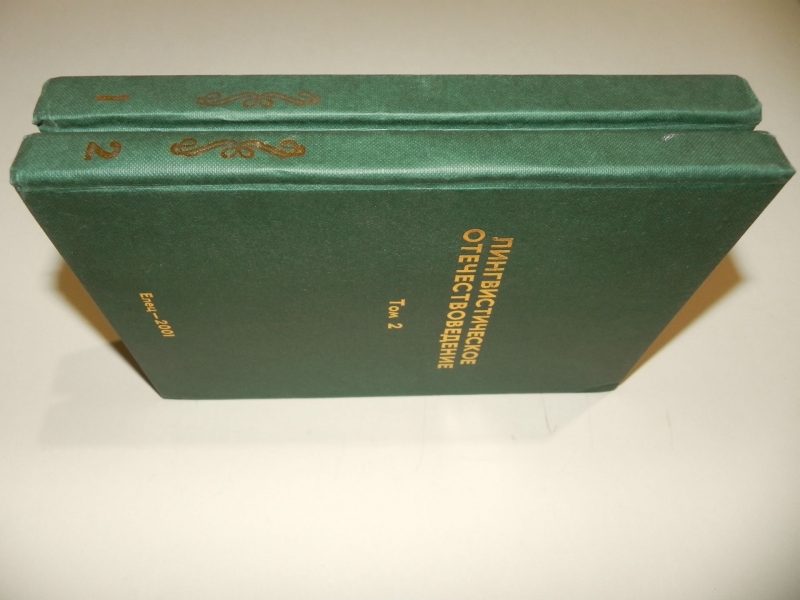 1
2
ЛИНГВИСТИЧЕСКОЕ
ОТЕЧЕСТВОВЕДЕНИЕ
Том 2
Елец—2001